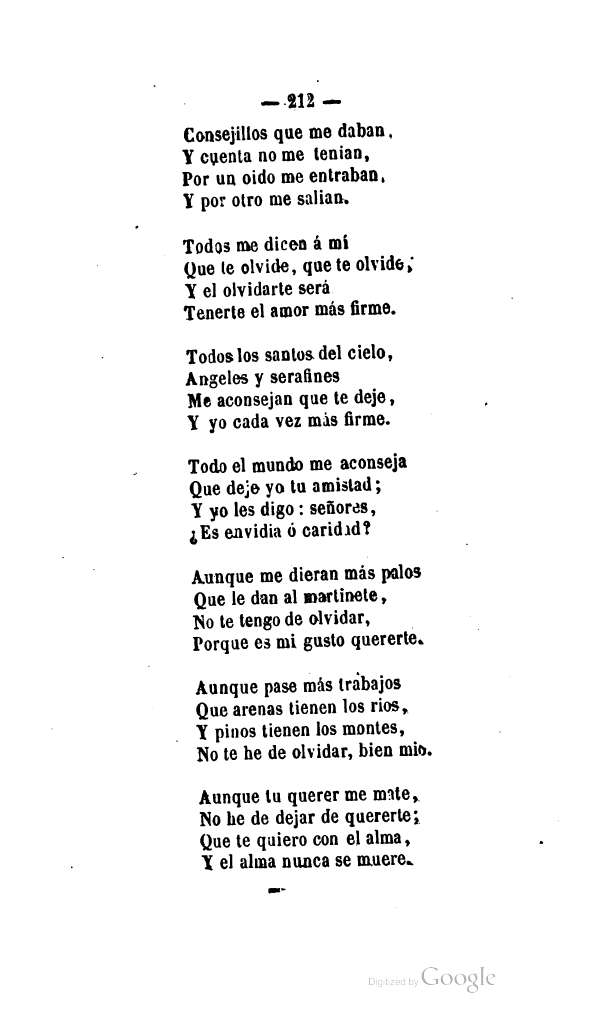 — 212 —
Consejillos que me daban,
Y cuenta no me tenian,
Por un oido me entraban,
Y por otro me salian.
Todos me dicen á mí
Que te olvide, que te olvide;
Y el olvidarte será
Tenerte el amor más firme.
Todos los santos del cielo,
Angeles y serafines
Me aconsejan que te deje,
Y yo cada vez más firme.
Todo el mundo me aconseja
Que deje yo tu amistad;
Y yo les digo: señores,
¿Es envidia ó caridad?
Aunque me dieran más palos
Que le dan al martinete,
No te tengo de olvidar,
Porque es mi gusto quererte.
Aunque pase más trabajos
Que arenas tienen los rios,
Y pinos tienen los montes,
No te he de olvidar, bien mio.
Aunque tu querer me mate,
No he de dejar de quererte;
Que te quiero con el alma,
Y el alma nunca se muere.
Digitized by Google